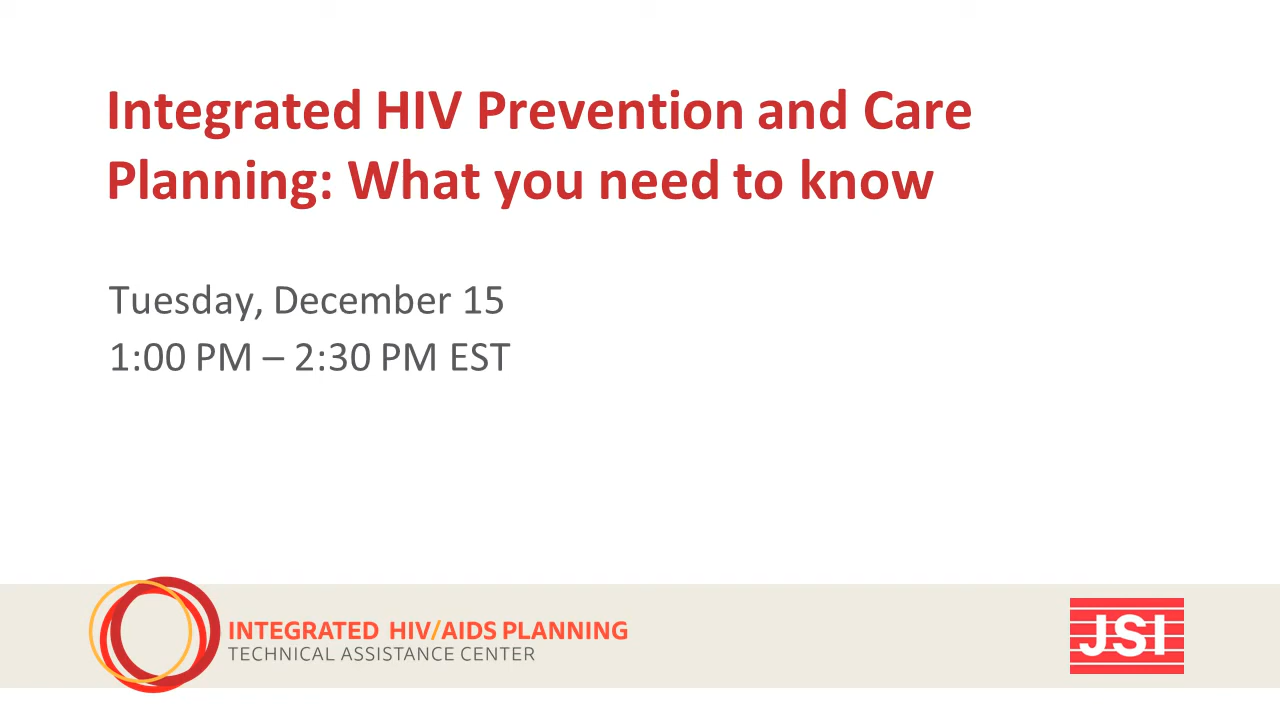 Integrated HIV Prevention and Care
Planning: What you need to know
Tuesday, December 15
1:00 PM – 2:30 PM EST
INTEGRATED HIV/AIDS PLANNING
TECHNICAL ASSISTANCE CENTER
JSI